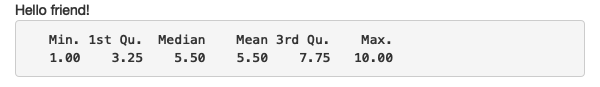 Hello friend!
Min. 1st Qu. Median Mean 3rd Qu. Max.
1.00 3.25 5.50 5.50 7.75 10.00